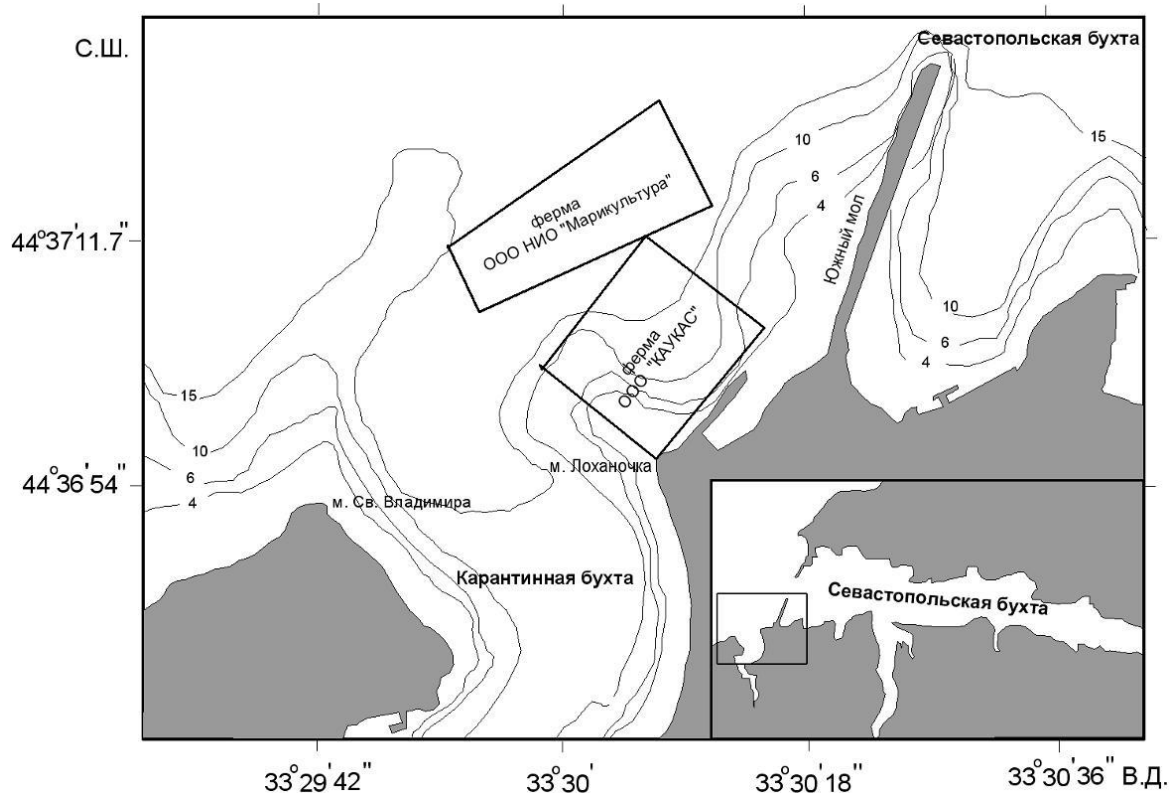 Севастопольская бухта
С.Ш.
15
10
6
4
ферма
ООО НИО "Марикультура"
44°37'11.7"
Южный мол
ферма
ООО "КАУКАС"
10
6
4
15
10
6
4
м. Лоханочка
44°36'54"
м. Св. Владимира
Карантинная бухта
Севастопольская бухта
33°29'42"
33°30'
33°30'18"
33°30'36" В.Д.